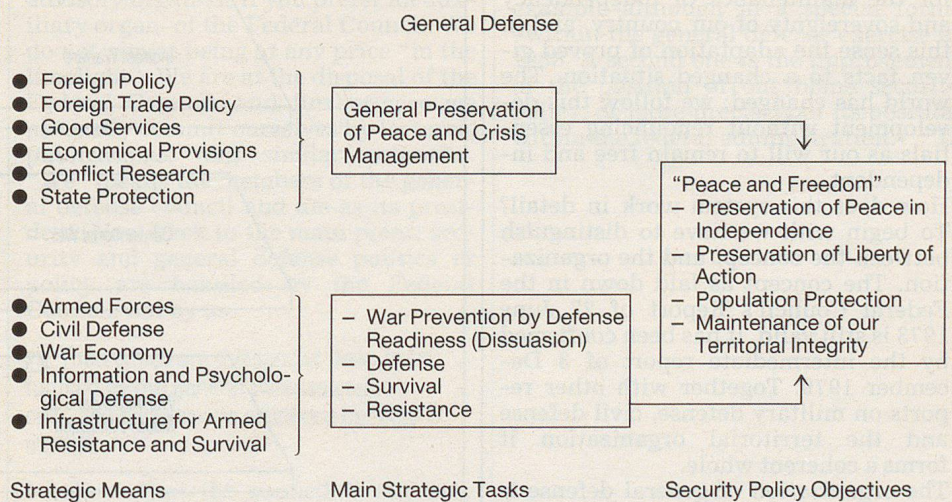 General Defense
● Foreign Policy
● Foreign Trade Policy
● Good Services
● Economical Provisions
● Conflict Research
● State Protection
General Preservation
of Peace and Crisis
Management
“Peace and Freedom”
– Preservation of Peace in
Independence
– Preservation of Liberty of
Action
– Population Protection
– Maintenance of our
Territorial Integrity
● Armed Forces
● Civil Defense
● War Economy
● Information and Psycholo-
gical Defense
● Infrastructure for Armed
Resistance and Survival
– War Prevention by Defense
Readiness (Dissuasion)
– Defense
– Survival
– Resistance
Strategic Means
Main Strategic Tasks
Security Policy Objectives